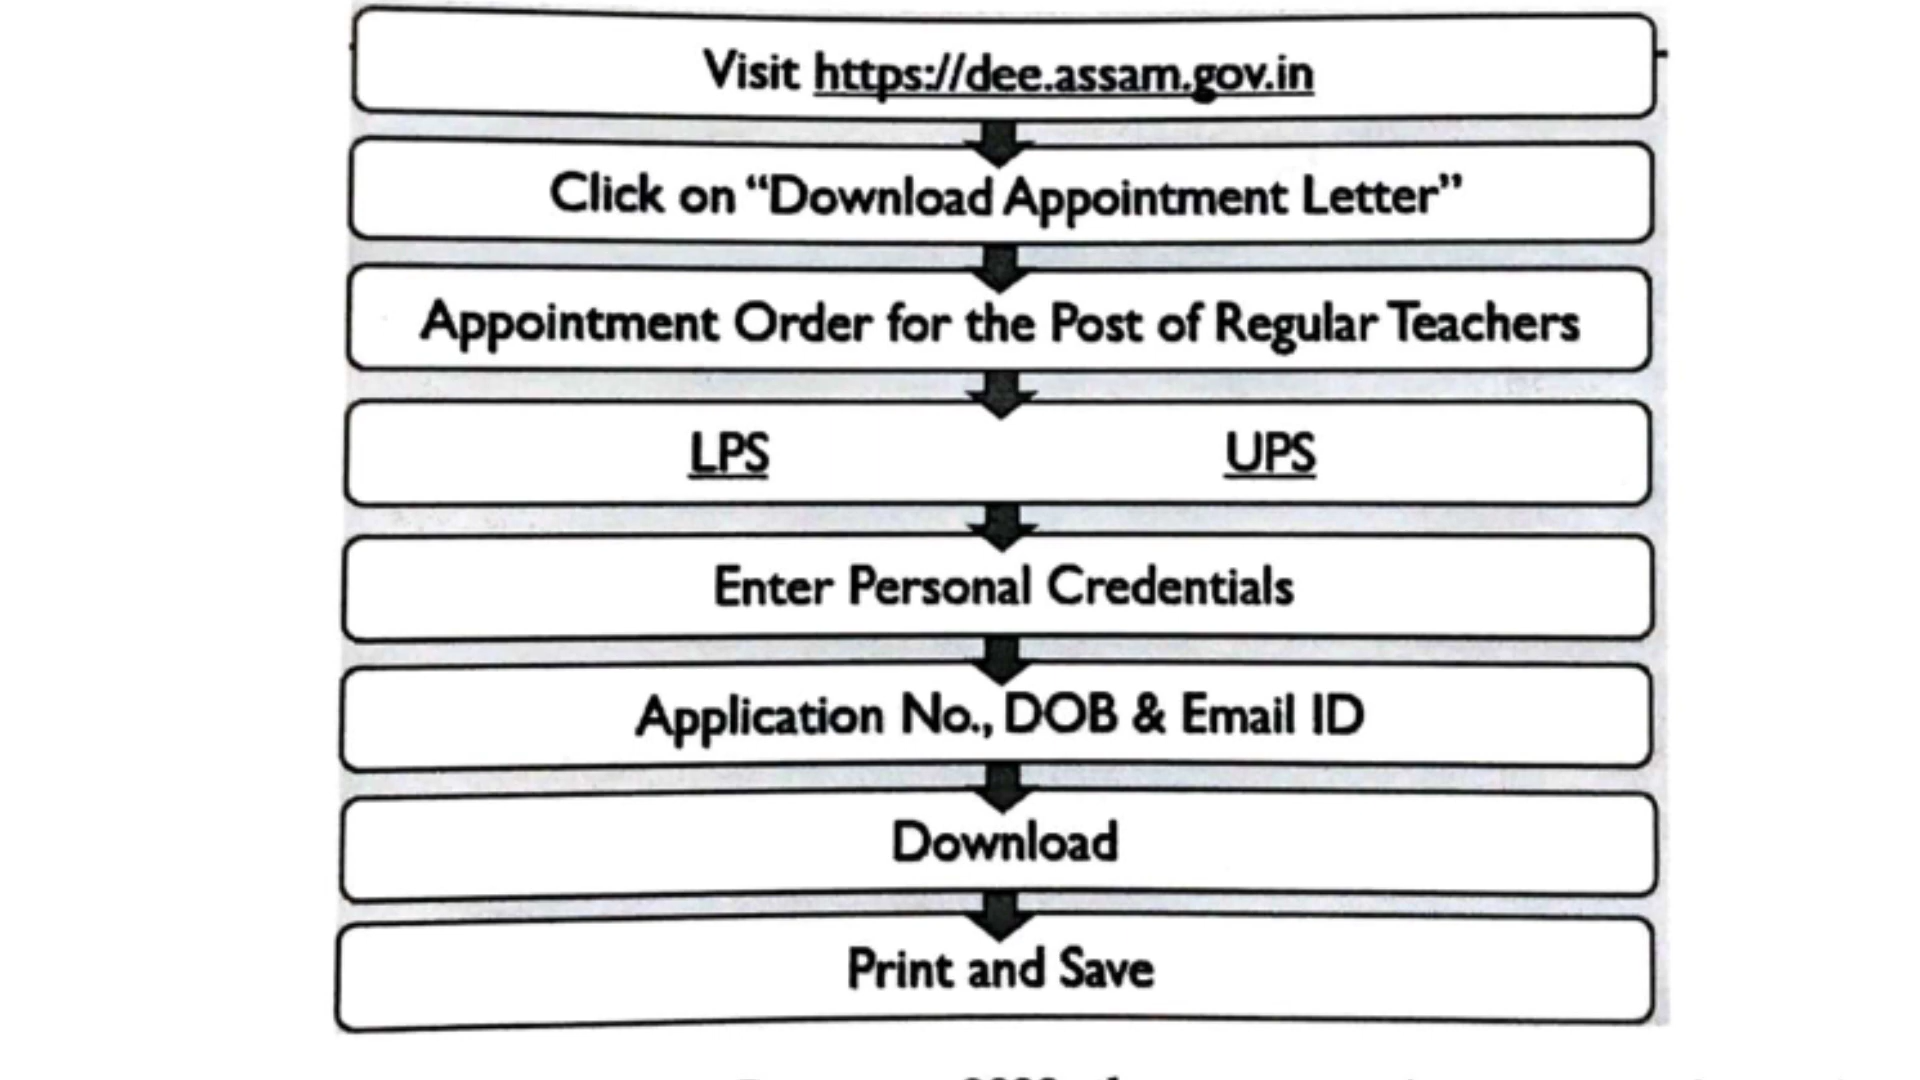 Visit https://dee.assam.gov.in
Click on “Download Appointment Letter”
Appointment Order for the Post of Regular Teachers
LPS UPS
Enter Personal Credentials
Application No., DOB & Email ID
Download
Print and Save